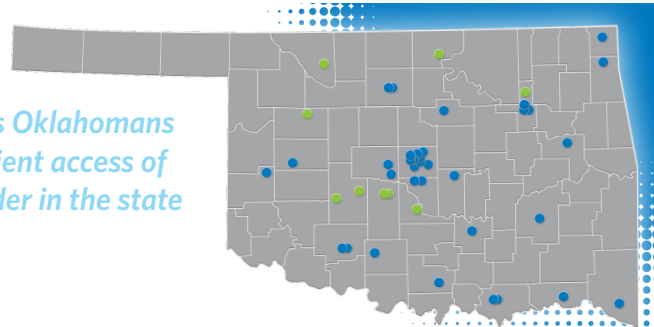 Oklahomans
ient access of
der in the state